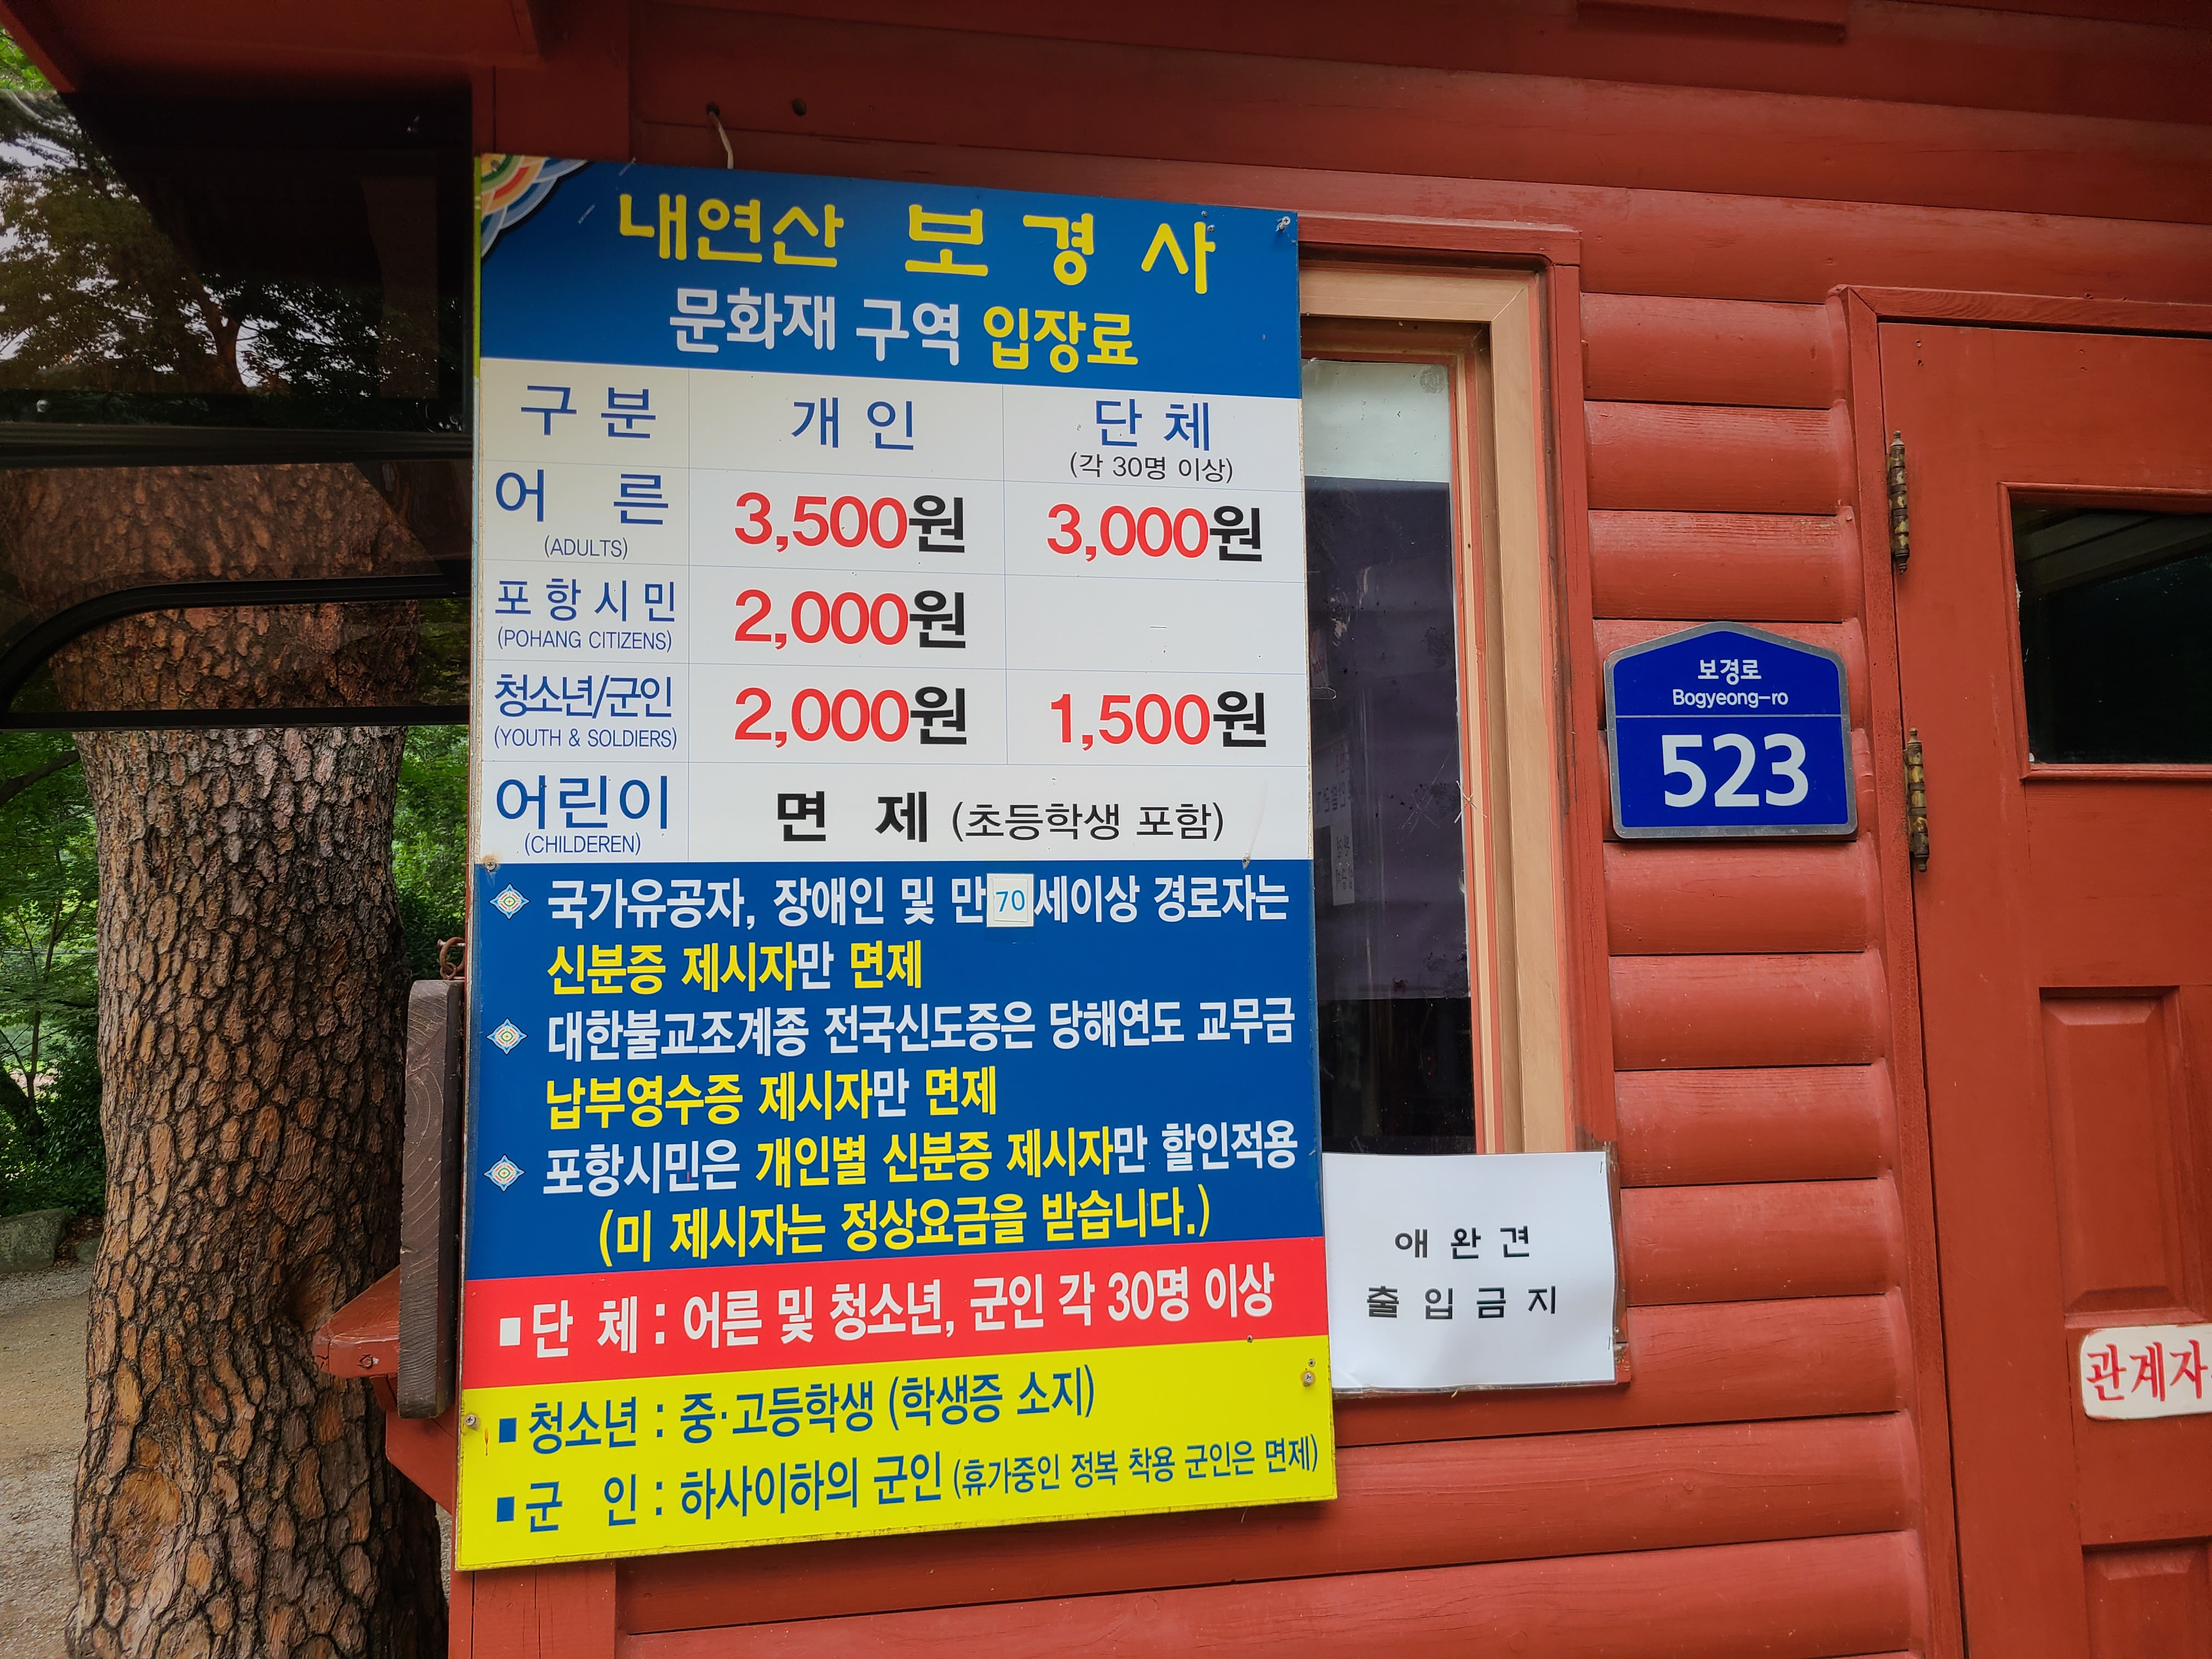 내연산 보경사
문화재 구역 입장료
구분 개인 단체
(각 30명 이상)
어른 3,500원 3,000원
(ADULTS)
포항시민 2,000원 –
(POHANG CITIZENS)
청소년/군인 2,000원 1,500원
(YOUTH & SOLDIERS)
어린이 면제 (초등학생 포함)
(CHILDEREN)
국가유공자, 장애인 및 만70세이상 경로자는
신분증 제시자만 면제
대한불교조계종 전국신도증은 당해연도 교무금
납부영수증 제시자만 면제
포항시민은 개인별 신분증 제시자만 할인적용
(미 제시자는 정상요금을 받습니다.)
■단 체 : 어른 및 청소년, 군인 각 30명 이상
■청소년 : 중·고등학생 (학생증 소지)
■군 인 : 하사이하의 군인 (휴가중인 정복 착용 군인은 면제)
애완견
출입금지
보경로
Bogyeong-ro
523
관계자